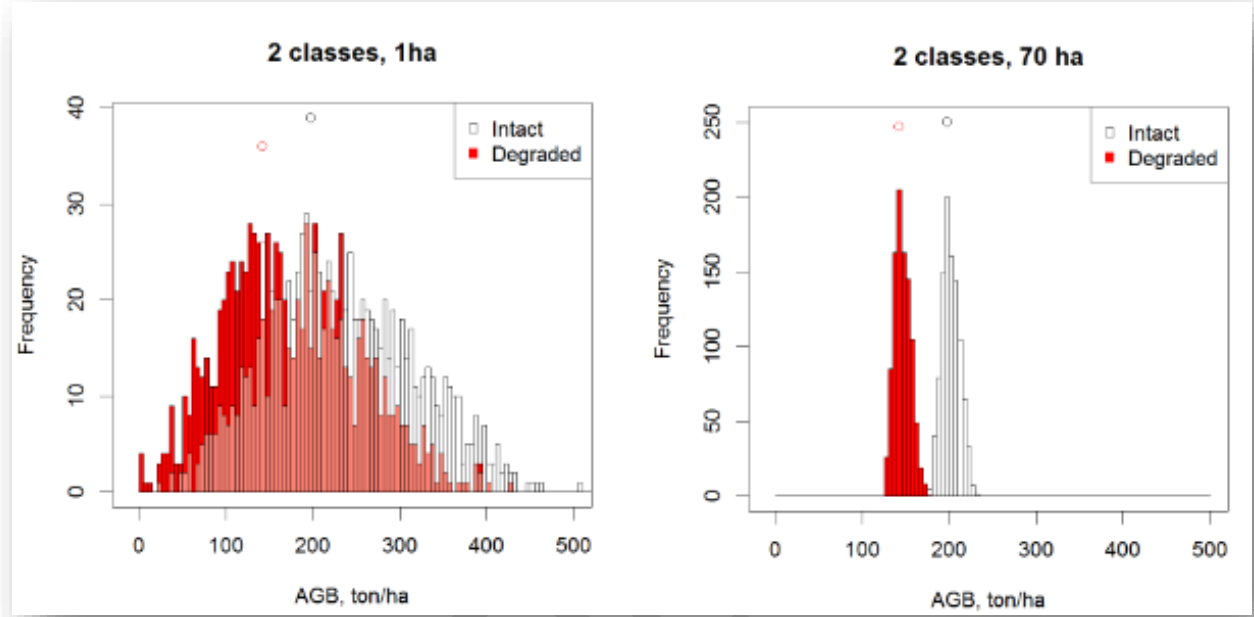 2 classes, 1ha
Frequency
40
30
20
10
0
Intact
Degraded
0 100 200 300 400 500
AGB, ton/ha
2 classes, 70 ha
Frequency
250
200
150
100
50
0
Intact
Degraded
0 100 200 300 400 500
AGB, ton/ha